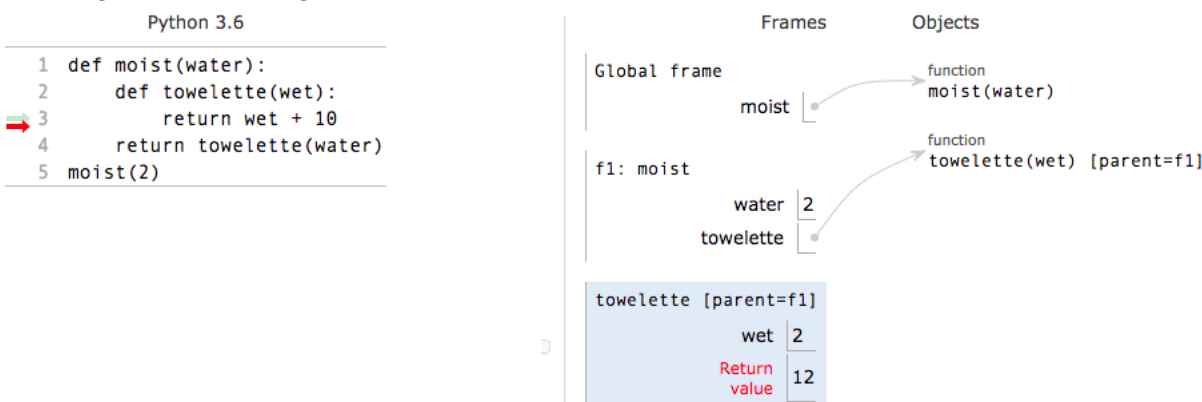 Python 3.6
1 def moist(water):
2     def towelette(wet):
3         return wet + 10
4     return towelette(water)
5 moist(2)
Frames Objects
Global frame
moist
function
moist(water)
function
towelette(wet) [parent=f1]
f1: moist
water 2
towelette
towelette [parent=f1]
wet 2
Return
value 12